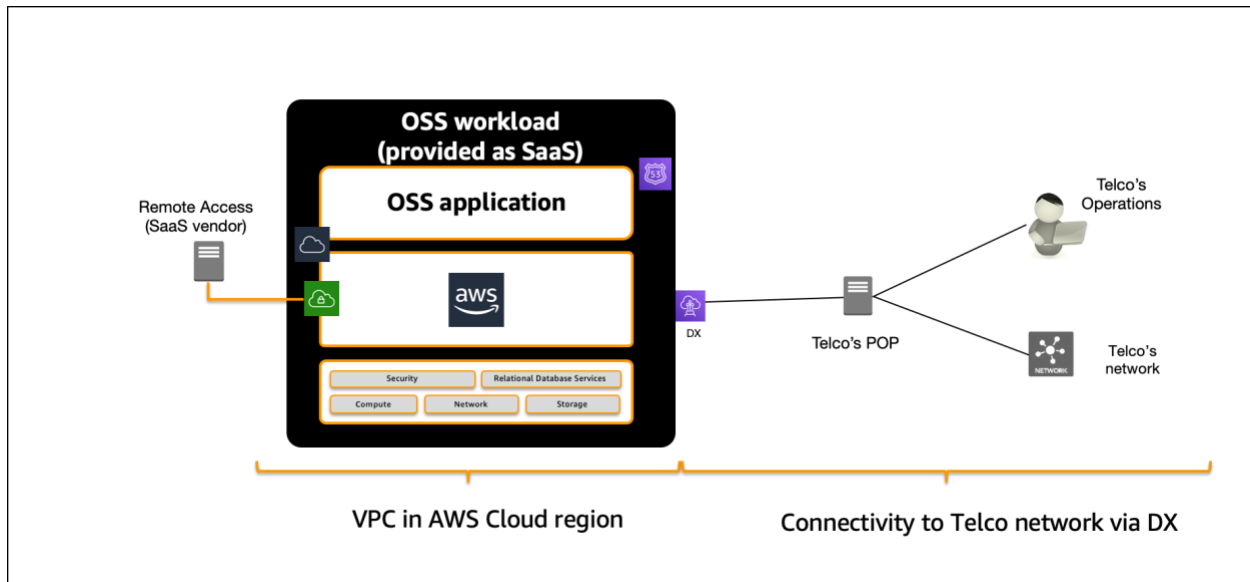 OSS workload
(provided as SaaS)
53
OSS application
Remote Access
(SaaS vendor)
aws
Security
Relational Database Services
Compute
Network
Storage
DX
Telco's POP
Telco's
Operations
NETWORK
Telco's
network
VPC in AWS Cloud region
Connectivity to Telco network via DX